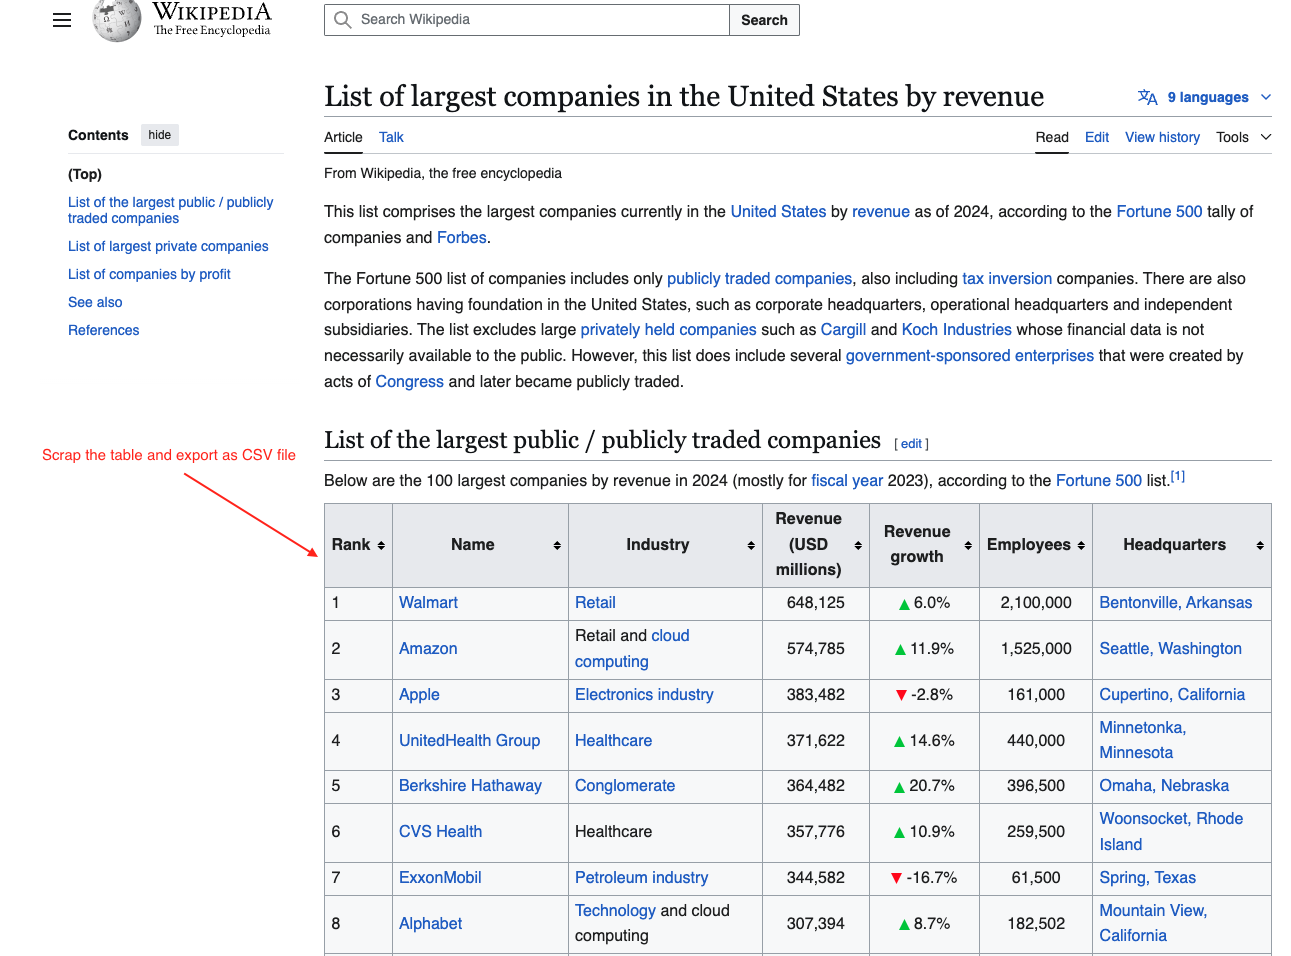 WIKIPEDIA
The Free Encyclopedia
Search Wikipedia
Search
List of largest companies in the United States by revenue
9 languages
Contents hide
Article Talk
Read Edit View history Tools
(Top)
From Wikipedia, the free encyclopedia
List of the largest public / publicly
traded companies
List of largest private companies
List of companies by profit
See also
References
This list comprises the largest companies currently in the United States by revenue as of 2024, according to the Fortune 500 tally of
companies and Forbes.
The Fortune 500 list of companies includes only publicly traded companies, also including tax inversion companies. There are also
corporations having foundation in the United States, such as corporate headquarters, operational headquarters and independent
subsidiaries. The list excludes large privately held companies such as Cargill and Koch Industries whose financial data is not
necessarily available to the public. However, this list does include several government-sponsored enterprises that were created by
acts of Congress and later became publicly traded.
List of the largest public / publicly traded companies [ edit ]
Scrap the table and export as CSV file
Below are the 100 largest companies by revenue in 2024 (mostly for fiscal year 2023), according to the Fortune 500 list.[1]
Rank
Name
Industry
Revenue
(USD
millions)
Revenue
growth
Employees
Headquarters
1 Walmart Retail 648,125 ▲ 6.0% 2,100,000 Bentonville, Arkansas
2 Amazon Retail and cloud
computing 574,785 ▲ 11.9% 1,525,000 Seattle, Washington
3 Apple Electronics industry 383,482 ▼ -2.8% 161,000 Cupertino, California
4 UnitedHealth Group Healthcare 371,622 ▲ 14.6% 440,000 Minnetonka,
Minnesota
5 Berkshire Hathaway Conglomerate 364,482 ▲ 20.7% 396,500 Omaha, Nebraska
6 CVS Health Healthcare 357,776 ▲ 10.9% 259,500 Woonsocket, Rhode
Island
7 ExxonMobil Petroleum industry 344,582 ▼ -16.7% 61,500 Spring, Texas
8 Alphabet Technology and cloud
computing 307,394 ▲ 8.7% 182,502 Mountain View,
California